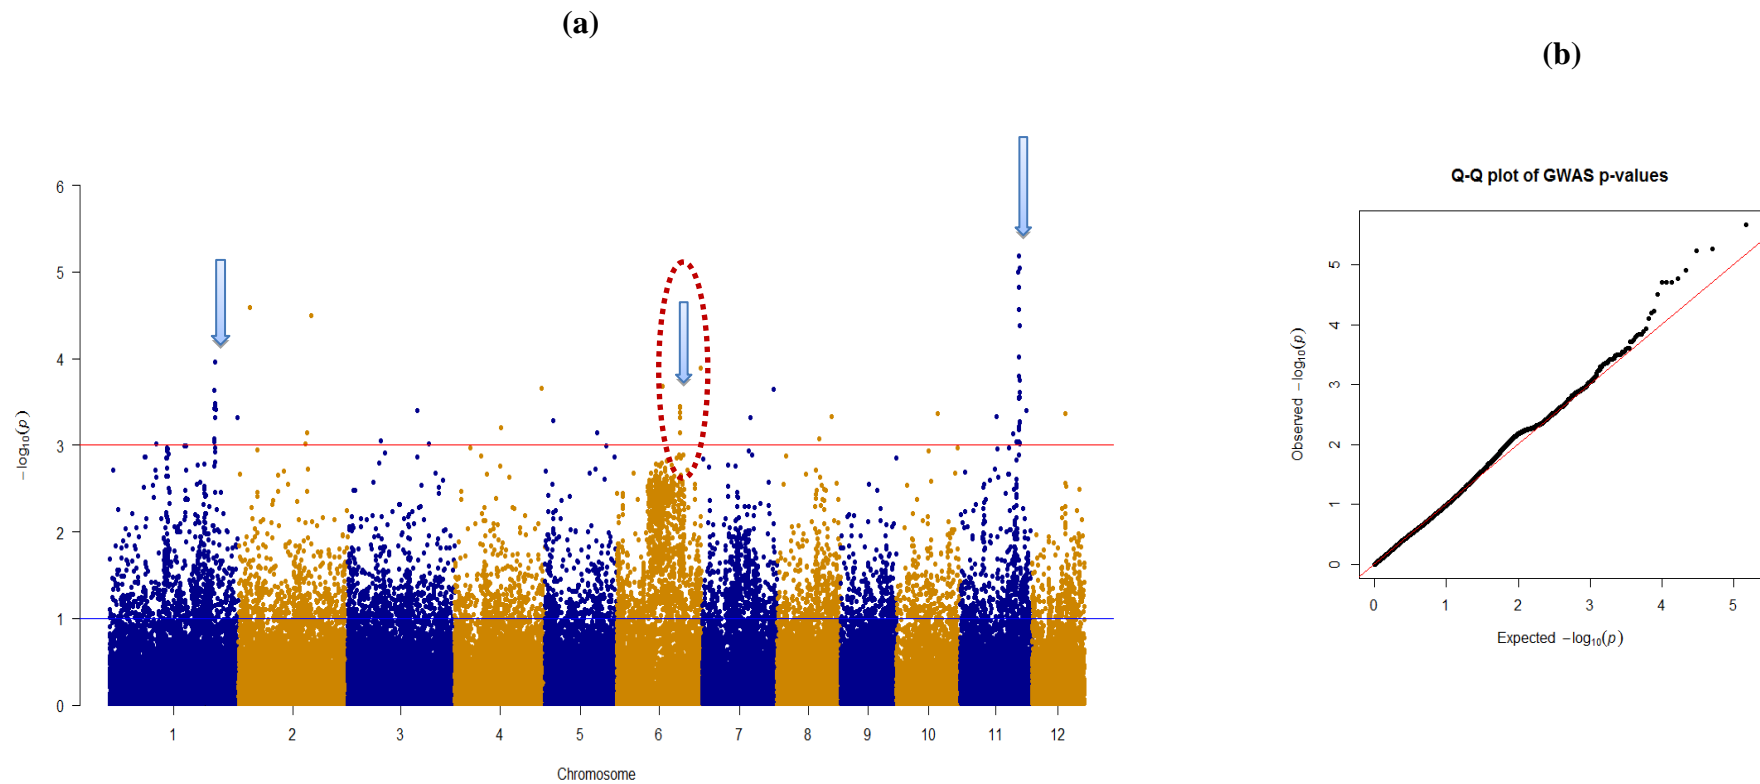 (a)
(b)
Q-Q plot of GWAS p-values
6
5
4
3
2
1
0
−log₁₀(p)
1 2 3 4 5 6 7 8 9 10 11 12
Chromosome
5
4
3
2
1
0
Observed −log₁₀(p)
0 1 2 3 4 5
Expected −log₁₀(p)